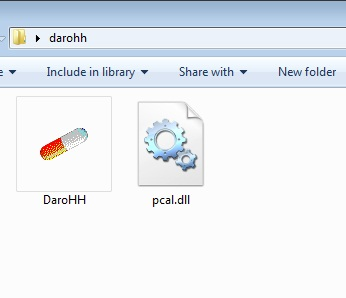 darohh
Include in library Share with New folder
DaroHH pcal.dll